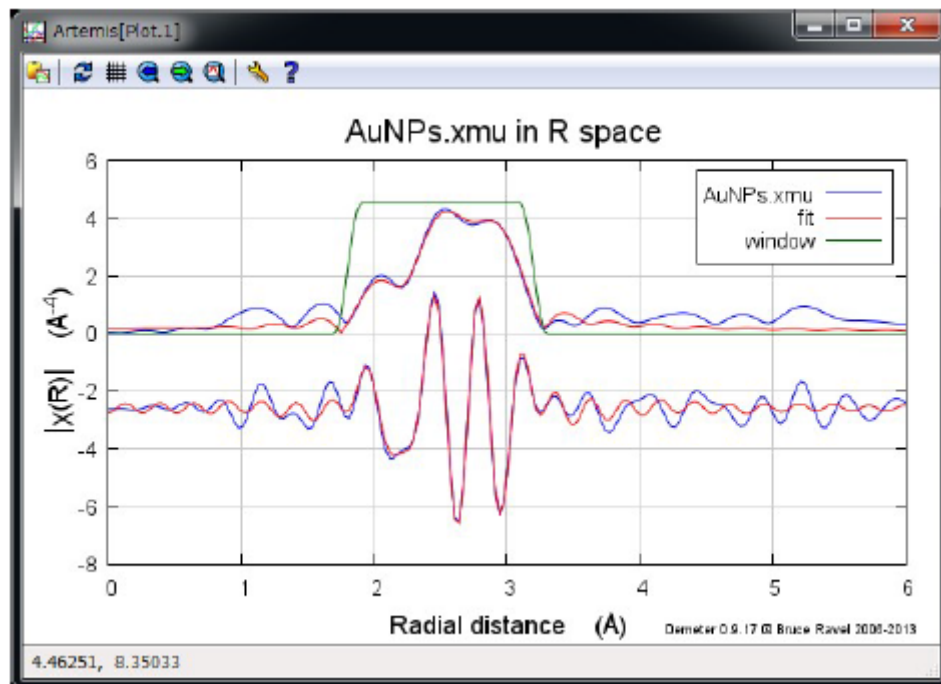 Artemis[Plot.1]
AuNPs.xmu in R space
AuNPs.xmu
fit
window
6
4
2
0
-2
-4
-6
-8
|χ(R)| (Å⁻⁴)
0 1 2 3 4 5 6
Radial distance (Å)
Demeter 0.9.17 © Bruce Ravel 2006-2013
4.46251, 8.35033